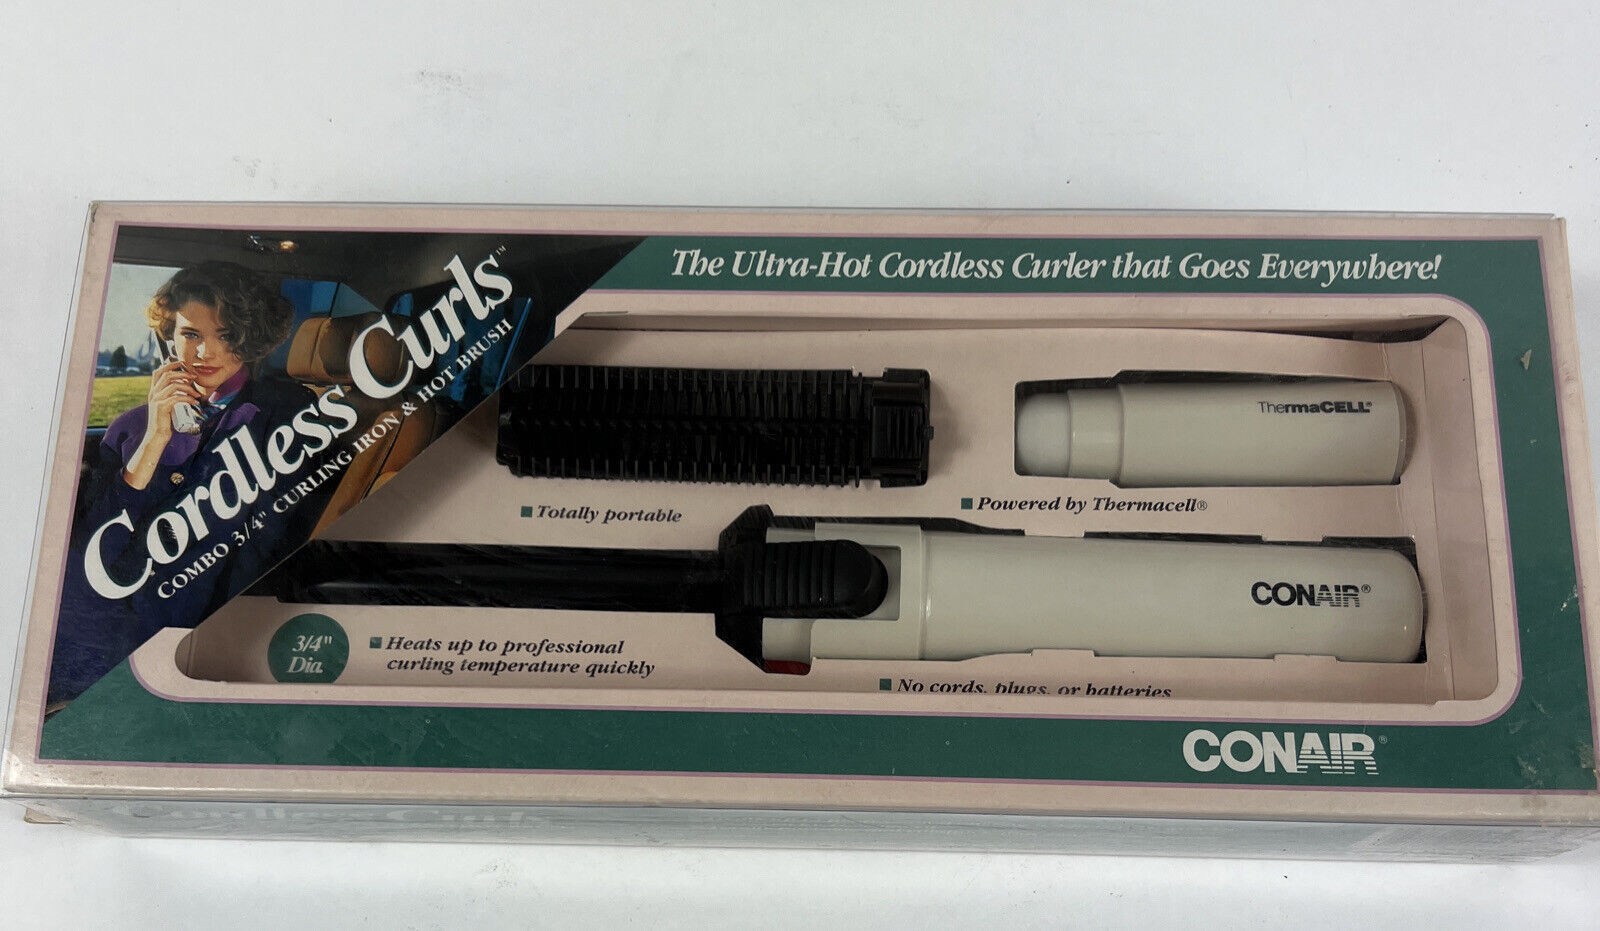 Cordless Curls™
COMBO 3/4" CURLING IRON & HOT BRUSH
The Ultra-Hot Cordless Curler that Goes Everywhere!
ThermaCELL®
■ Totally portable
■ Powered by Thermacell®
CONAIR®
3/4"
Dia.
■ Heats up to professional
curling temperature quickly
■ No cords, plugs, or batteries
CONAIR®
Cordless Curls